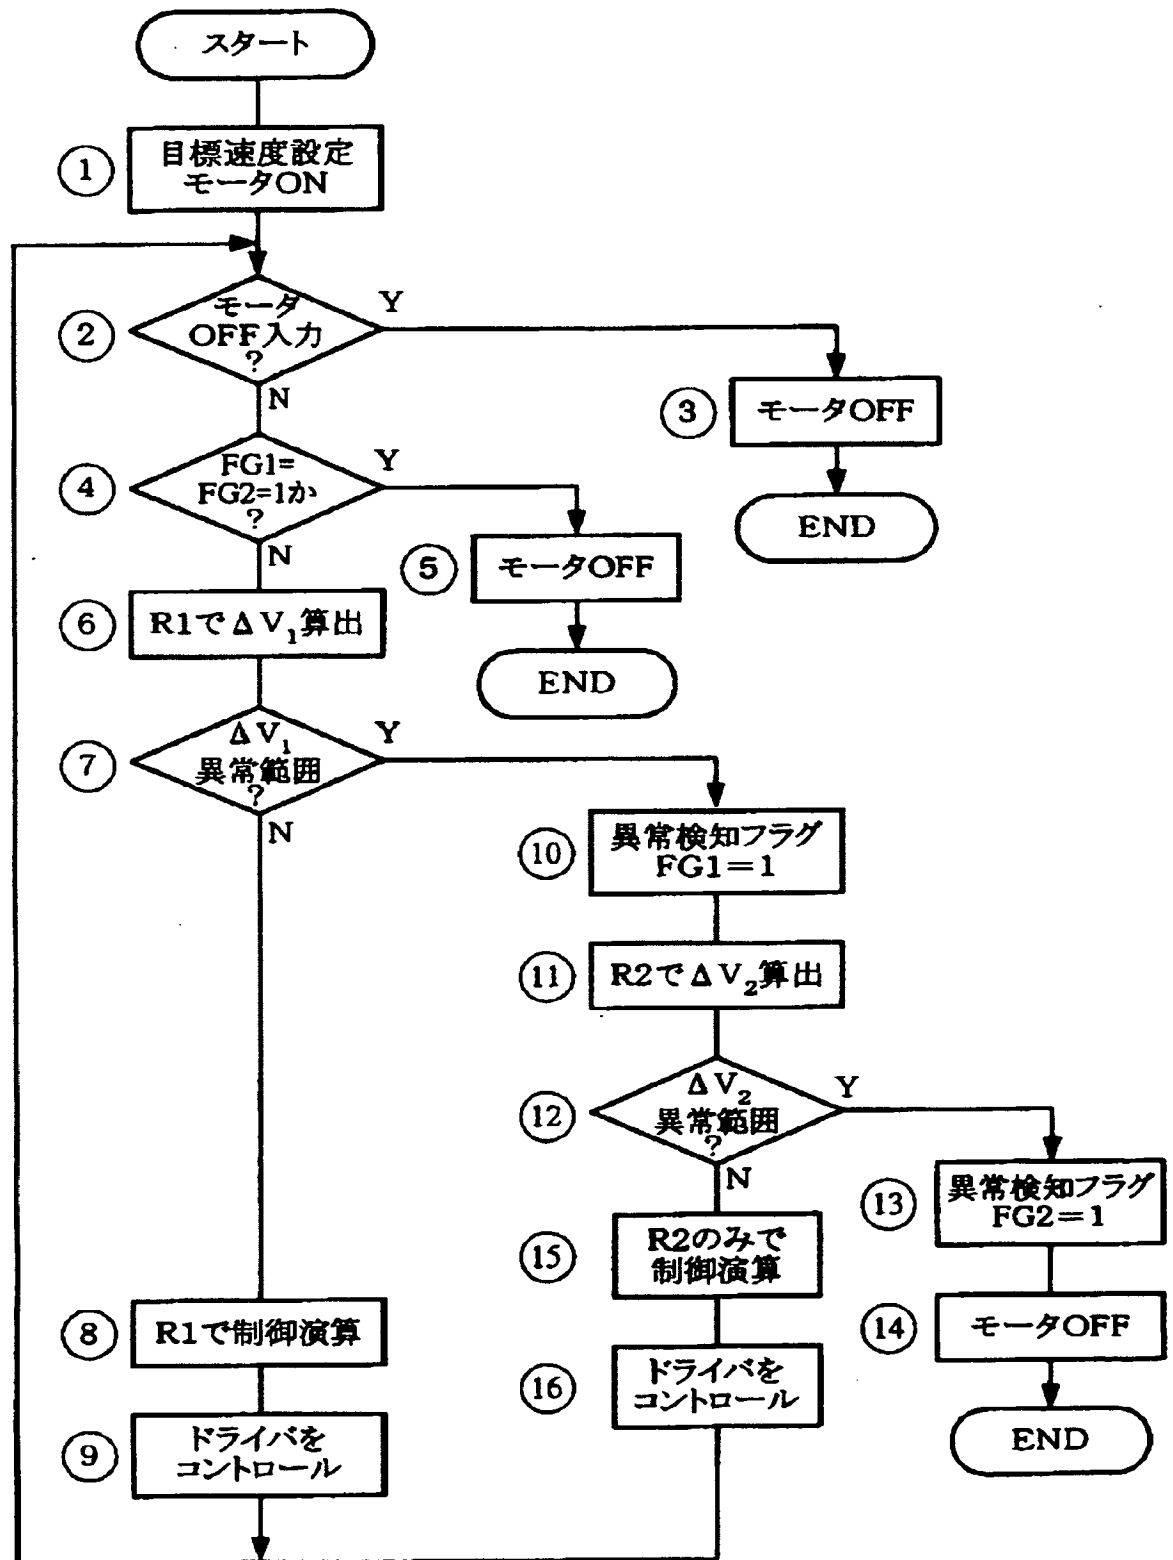 スタート
1
目標速度設定
モータON
2
モータ
OFF入力
?
Y
N
3
モータOFF
END
4
FG1=
FG2=1か
?
Y
N
5
モータOFF
END
6
R1でΔV₁算出
7
ΔV₁
異常範囲
?
Y
N
10
異常検知フラグ
FG1=1
11
R2でΔV₂算出
12
ΔV₂
異常範囲
?
Y
N
13
異常検知フラグ
FG2=1
14
モータOFF
END
15
R2のみで
制御演算
16
ドライバを
コントロール
8
R1で制御演算
9
ドライバを
コントロール